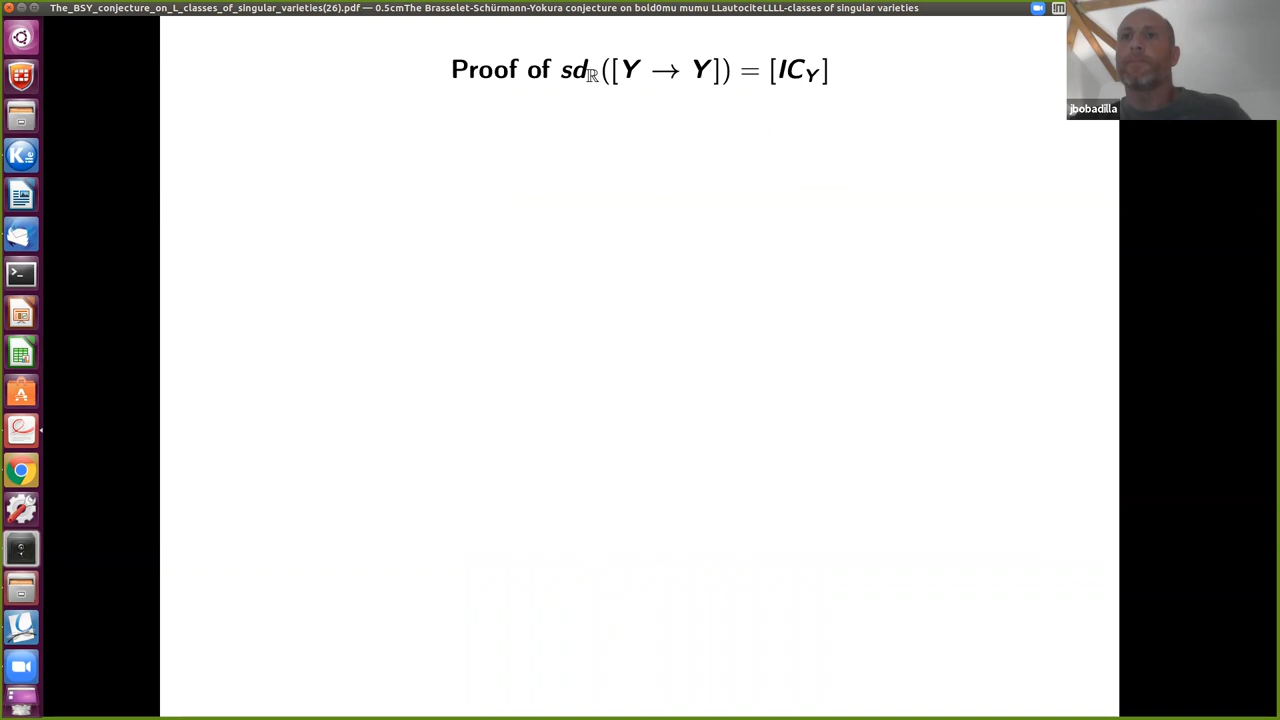 The_BSY_conjecture_on_L_classes_of_singular_varieties(26).pdf — 0.5cmThe Brasselet-Schürmann-Yokura conjecture on bold0mu mumu LLautociteLLLL-classes of singular varieties
Proof of sd_ℝ([Y → Y]) = [IC_Y]
jbobadilla